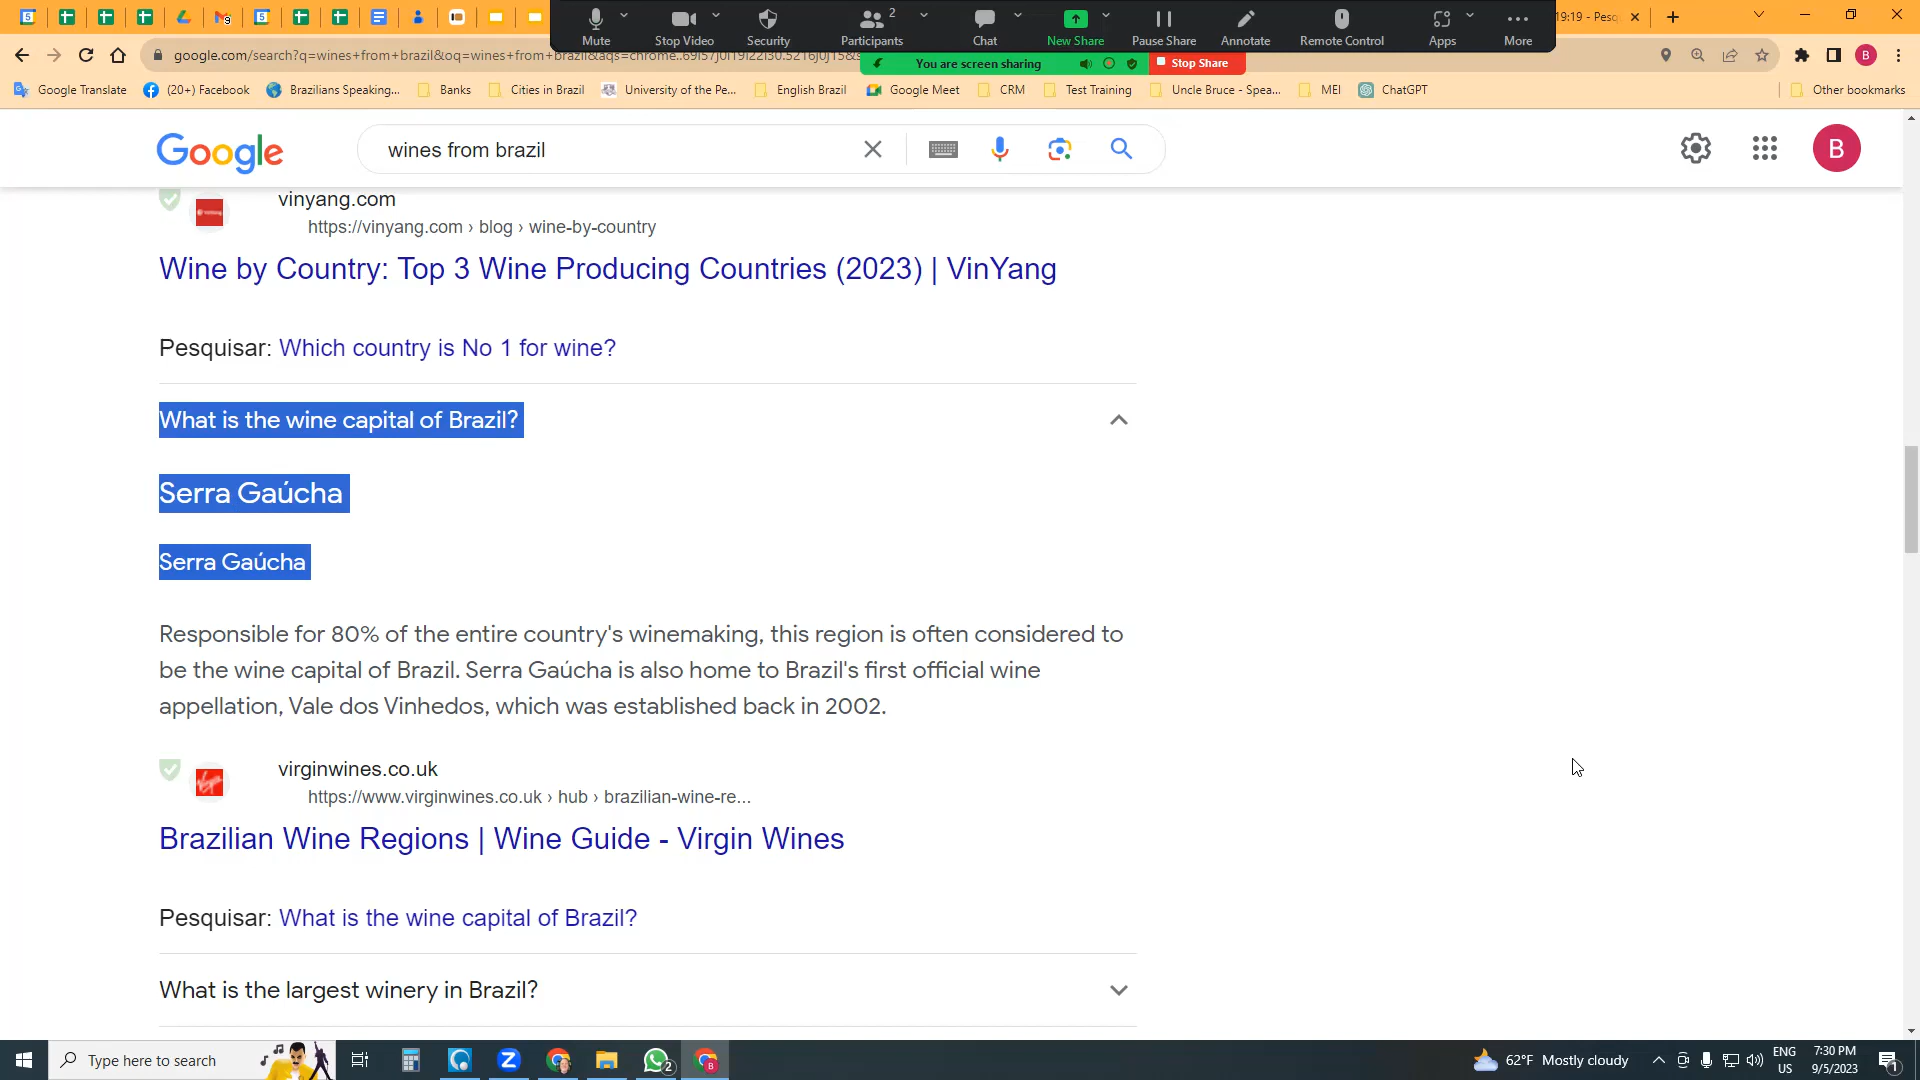 Mute
Stop Video
Security
2
Participants
Chat
New Share
Pause Share
Annotate
Remote Control
Apps
More
19:19 - Pesq
google.com/search?q=wines+from+brazil&oq=wines+from+brazil&aqs=chrome..69i57j0i19i22i30.5216j0j15&s
You are screen sharing
Stop Share
B
Google Translate
(20+) Facebook
Brazilians Speaking...
Banks
Cities in Brazil
University of the Pe...
English Brazil
Google Meet
CRM
Test Training
Uncle Bruce - Spea...
MEI
ChatGPT
Other bookmarks
Google
wines from brazil
B
vinyang.com
https://vinyang.com › blog › wine-by-country
Wine by Country: Top 3 Wine Producing Countries (2023) | VinYang
Pesquisar: Which country is No 1 for wine?
What is the wine capital of Brazil?
Serra Gaúcha
Serra Gaúcha
Responsible for 80% of the entire country's winemaking, this region is often considered to
be the wine capital of Brazil. Serra Gaúcha is also home to Brazil's first official wine
appellation, Vale dos Vinhedos, which was established back in 2002.
virginwines.co.uk
https://www.virginwines.co.uk › hub › brazilian-wine-re...
Brazilian Wine Regions | Wine Guide - Virgin Wines
Pesquisar: What is the wine capital of Brazil?
What is the largest winery in Brazil?
Type here to search
2
62°F Mostly cloudy
ENG
US
7:30 PM
9/5/2023
1